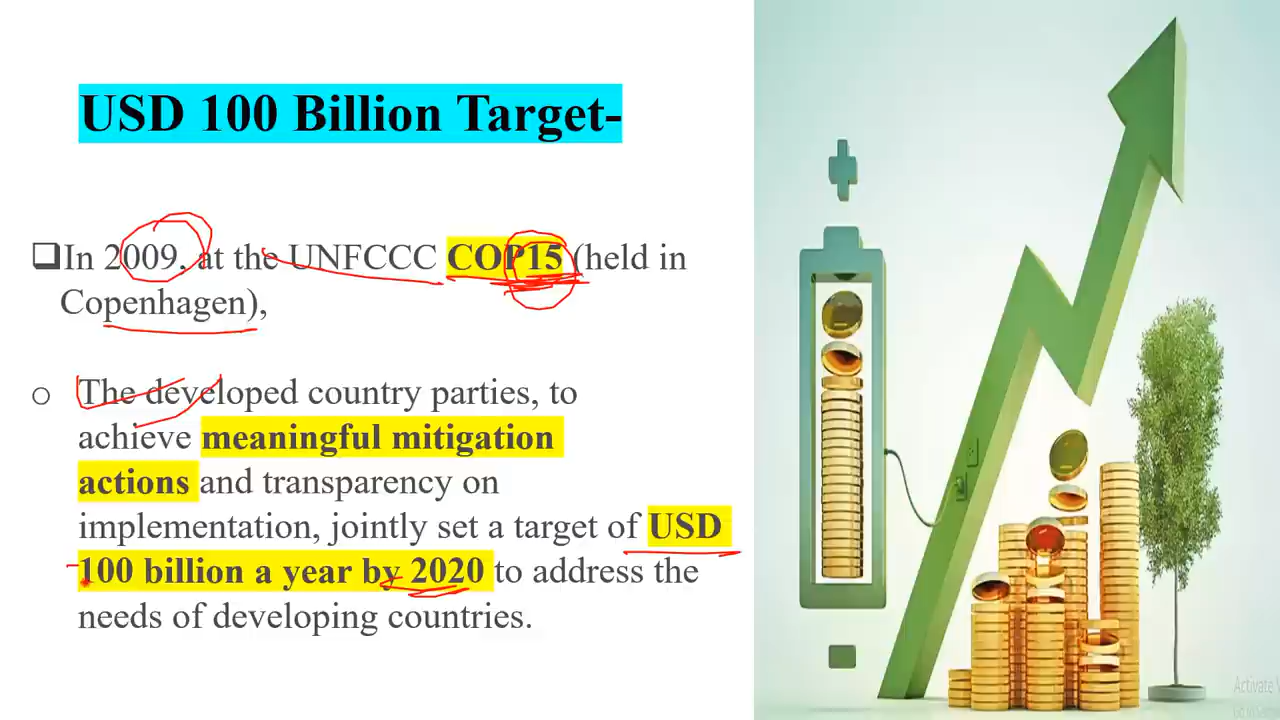 USD 100 Billion Target-
❑In 2009, at the UNFCCC COP15 (held in
Copenhagen),
o The developed country parties, to
achieve meaningful mitigation
actions and transparency on
implementation, jointly set a target of USD
100 billion a year by 2020 to address the
needs of developing countries.
Activate